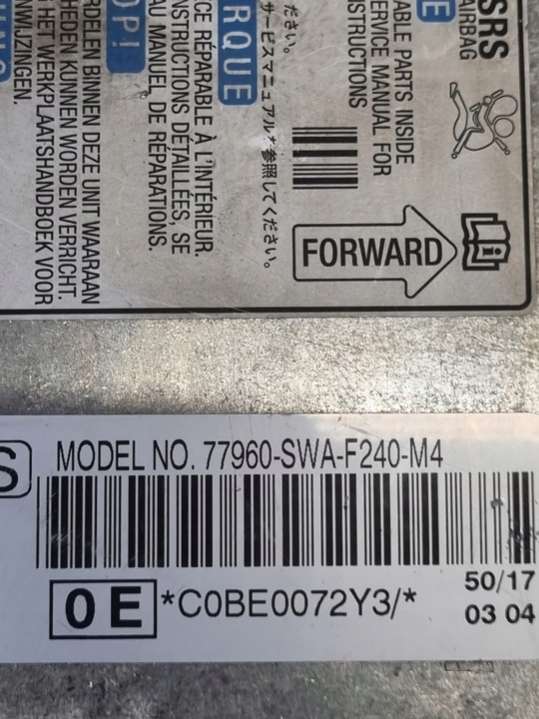 SRS
AIRBAG
ABLE PARTS INSIDE
ERVICE MANUAL FOR
STRUCTIONS
ださい。
サービスマニュアルを参照してください。
RQUE
CE RÉPARABLE À L'INTÉRIEUR.
NSTRUCTIONS DÉTAILLÉES, SE
AU MANUEL DE RÉPARATIONS.
OP!
RDELEN BINNEN DEZE UNIT WAARAAN
HEDEN KUNNEN WORDEN VERRICHT.
HET WERKPLAATSHANDBOEK VOOR
NWIJZINGEN.
FORWARD
S
MODEL NO. 77960-SWA-F240-M4
0E *C0BE0072Y3/*
50/17
03 04